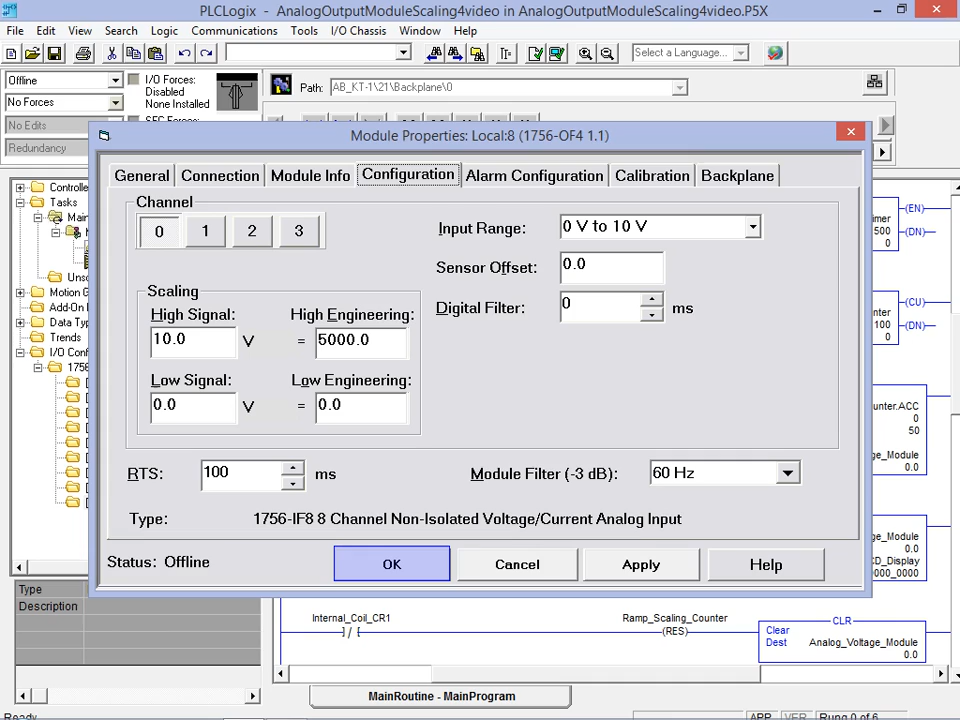 PLCLogix - AnalogOutputModuleScaling4video in AnalogOutputModuleScaling4video.P5X
File Edit View Search Logic Communications Tools I/O Chassis Window Help
Select a Language...
Offline
I/O Forces:
Disabled
None Installed
No Forces
No Edits
Redundancy
Path: AB_KT-1\21\Backplane\0
Module Properties: Local:8 (1756-OF4 1.1)
General Connection Module Info Configuration Alarm Configuration Calibration Backplane
Channel
0 1 2 3
Input Range: 0 V to 10 V
Sensor Offset: 0.0
Digital Filter: 0 ms
Scaling
High Signal: High Engineering:
10.0 V = 5000.0
Low Signal: Low Engineering:
0.0 V = 0.0
RTS: 100 ms
Module Filter (-3 dB): 60 Hz
Type: 1756-IF8 8 Channel Non-Isolated Voltage/Current Analog Input
Status: Offline
OK Cancel Apply Help
Controlle
Tasks
Main
Unsc
Motion G
Add-On I
Data Typ
Trends
I/O Conf
1756
Type
Description
imer
500
0
(EN)
(DN)
100
0
(CU)
(DN)
unter.ACC
0
50
ge_Module
0.0
ge_Module
0.0
CD_Display
0000_0000
Internal_Coil_CR1
Ramp_Scaling_Counter
(RES)
CLR
Clear
Dest Analog_Voltage_Module
0.0
MainRoutine - MainProgram
Ready
APP VER Rung 0 of 6